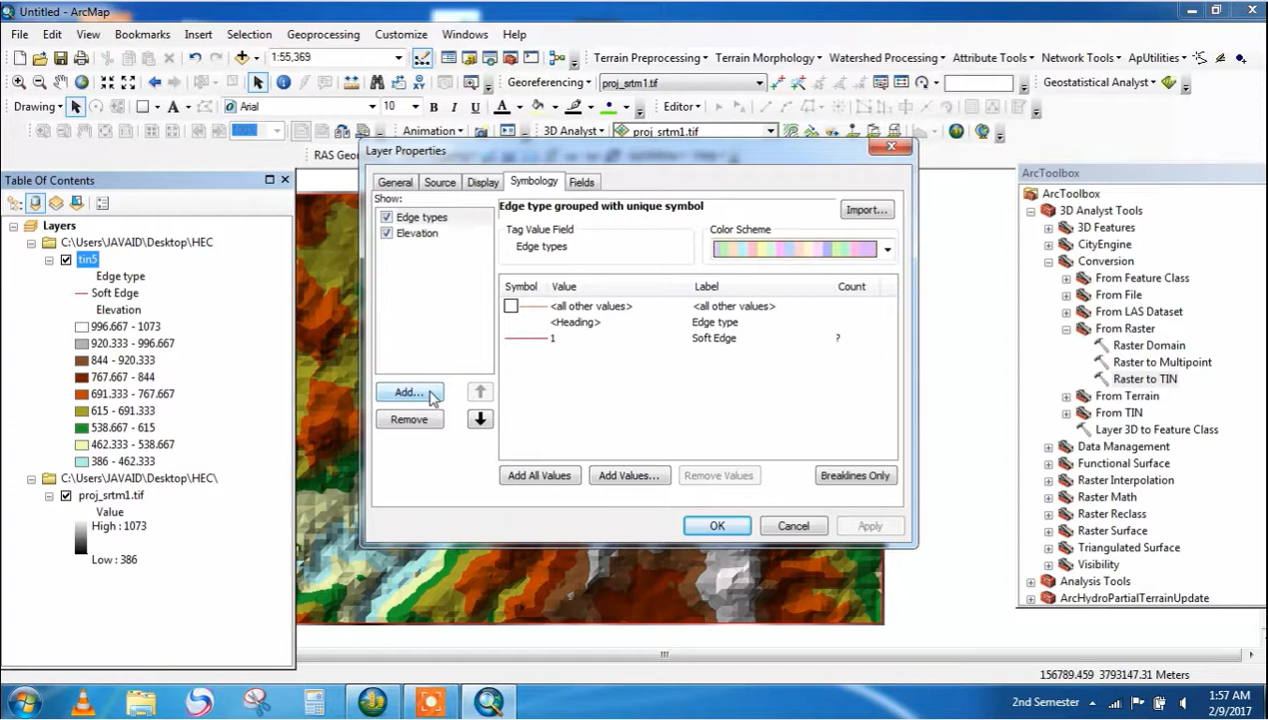 Untitled - ArcMap
File Edit View Bookmarks Insert Selection Geoprocessing Customize Windows Help
1:55,369
Terrain Preprocessing Terrain Morphology Watershed Processing Attribute Tools Network Tools ApUtilities
Georeferencing proj_srtm1.tif Geostatistical Analyst
Drawing Arial 10 B I U A Editor
Animation 3D Analyst proj_srtm1.tif
RAS Geo
Table Of Contents
Layers
C:\Users\JAVAID\Desktop\HEC
tin5
Edge type
Soft Edge
Elevation
996.667 - 1073
920.333 - 996.667
844 - 920.333
767.667 - 844
691.333 - 767.667
615 - 691.333
538.667 - 615
462.333 - 538.667
386 - 462.333
C:\Users\JAVAID\Desktop\HEC\
proj_srtm1.tif
Value
High : 1073
Low : 386
Layer Properties
General Source Display Symbology Fields
Show:
Edge types
Elevation
Add...
Remove
Edge type grouped with unique symbol
Import...
Tag Value Field
Edge types
Color Scheme
Symbol Value Label Count
<all other values> <all other values>
<Heading> Edge type
1 Soft Edge ?
Add All Values Add Values... Remove Values Breaklines Only
OK Cancel Apply
ArcToolbox
ArcToolbox
3D Analyst Tools
3D Features
CityEngine
Conversion
From Feature Class
From File
From LAS Dataset
From Raster
Raster Domain
Raster to Multipoint
Raster to TIN
From Terrain
From TIN
Layer 3D to Feature Class
Data Management
Functional Surface
Raster Interpolation
Raster Math
Raster Reclass
Raster Surface
Triangulated Surface
Visibility
Analysis Tools
ArcHydroPartialTerrainUpdate
156789.459 3793147.31 Meters
2nd Semester
1:57 AM
2/9/2017